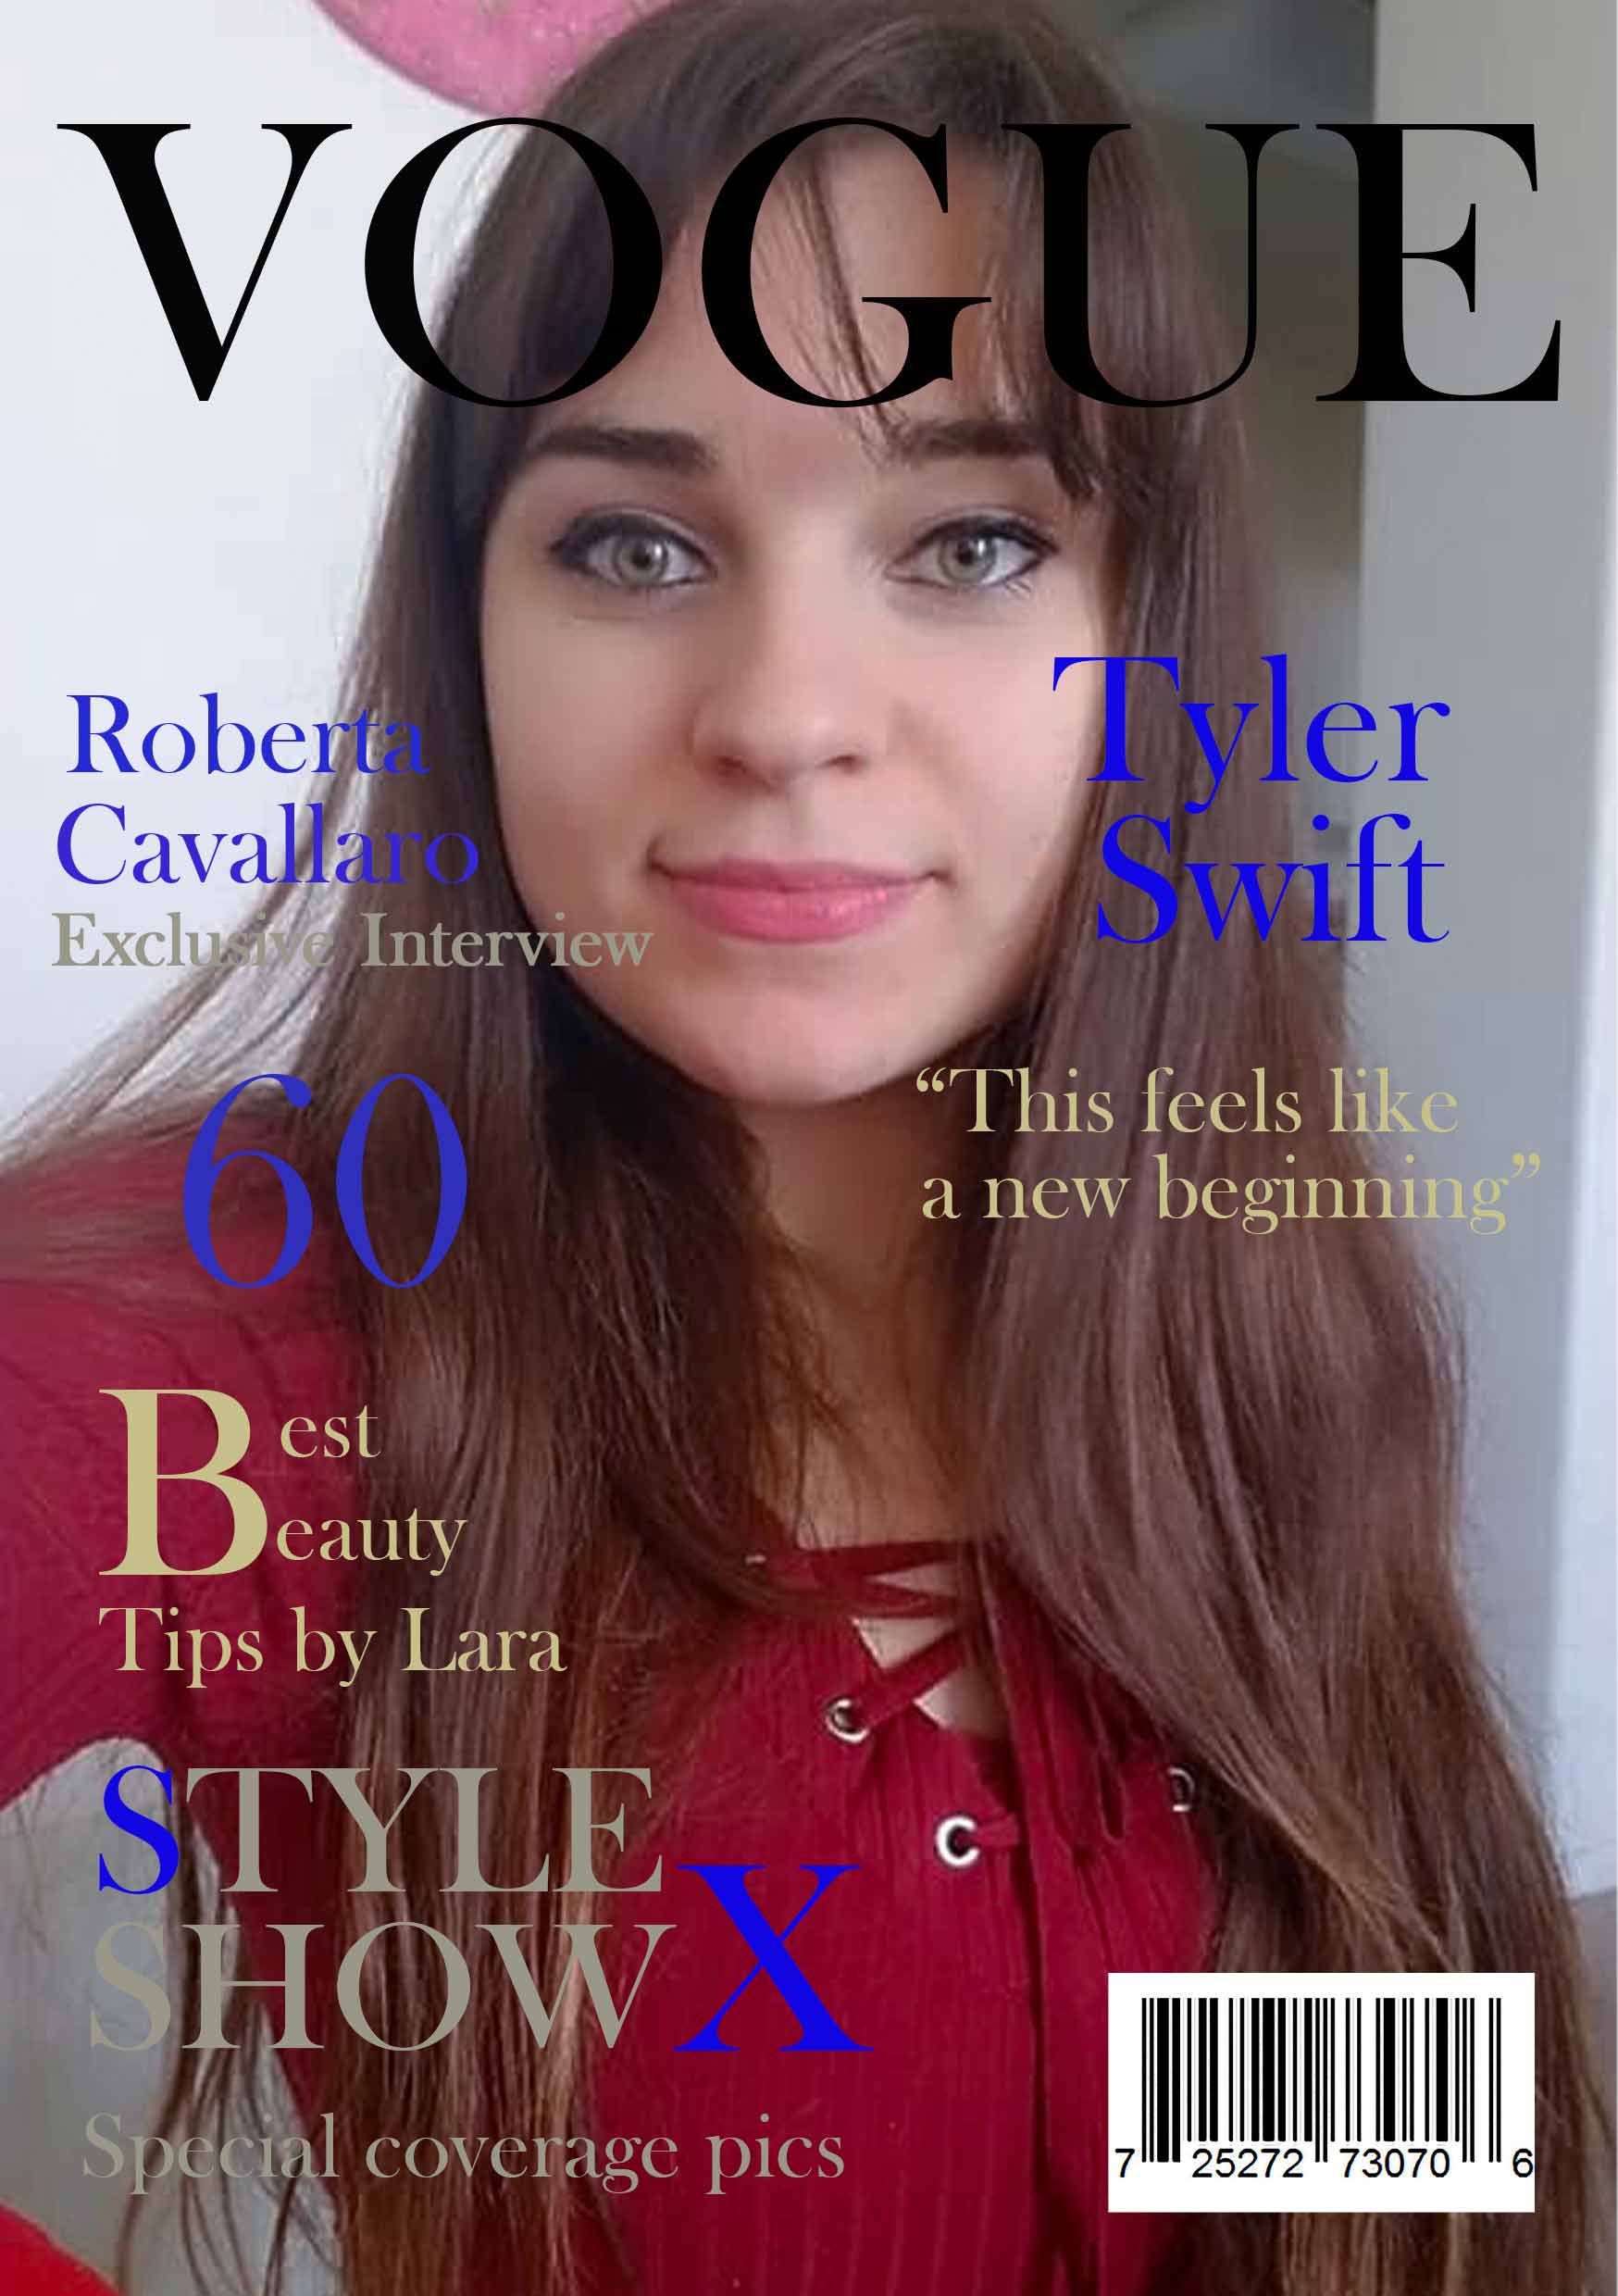 VOGUE
Roberta
Cavallaro
Exclusive Interview
Tyler
Swift
"This feels like
a new beginning"
60
Best
Beauty
Tips by Lara
STYLE
SHOWX
Special coverage pics
7 25272 73070 6